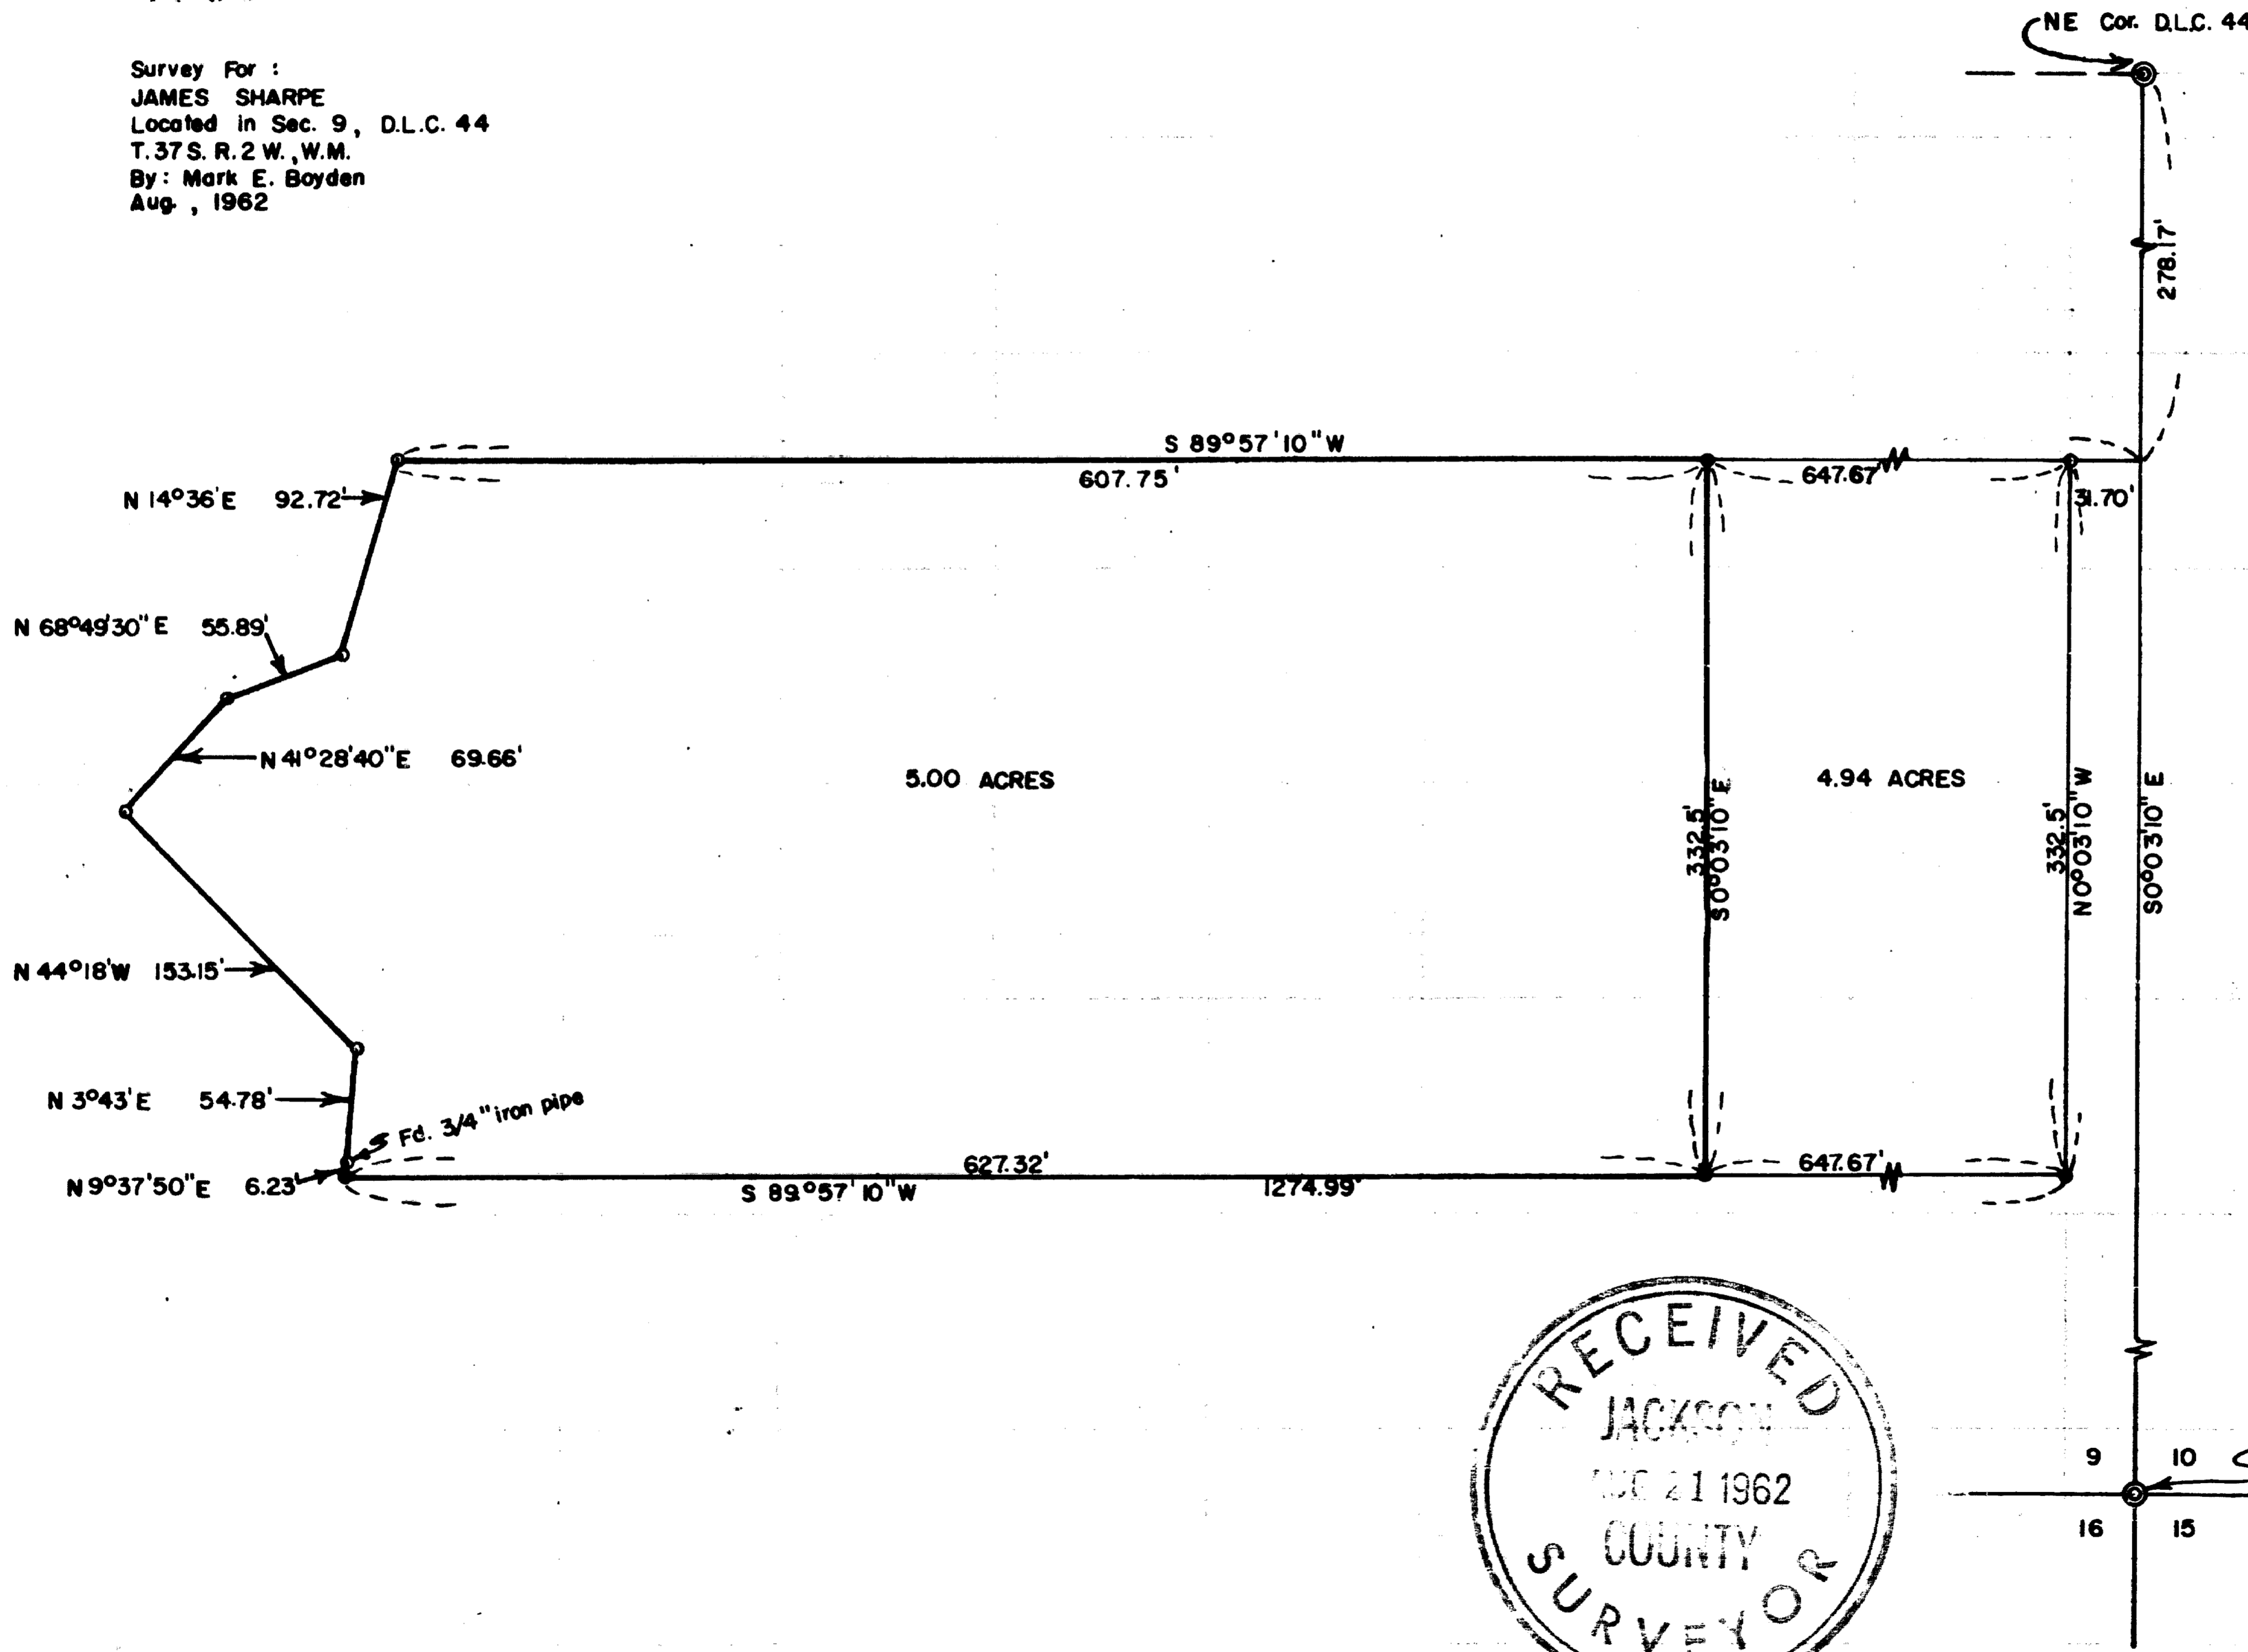 NE Cor. D.L.C. 44
Survey For :
JAMES SHARPE
Located in Sec. 9, D.L.C. 44
T. 37 S. R. 2 W., W.M.
By: Mark E. Boyden
Aug., 1962
278.17'
S 89°57'10"W
607.75'
647.67'
31.70'
N 14°36'E 92.72'
N 68°49'30"E 55.89'
N 41°28'40"E 69.66'
5.00 ACRES
4.94 ACRES
332.5'
S0°03'10"E
332.5'
N0°03'10"W
S0°03'10"E
N 44°18'W 153.15'
N 3°43'E 54.78'
Fd. 3/4" iron pipe
N 9°37'50"E 6.23'
627.32'
647.67'
S 89°57'10"W
1274.99'
RECEIVED
JACKSON
21 1962
COUNTY
SURVEYOR
9 10
16 15